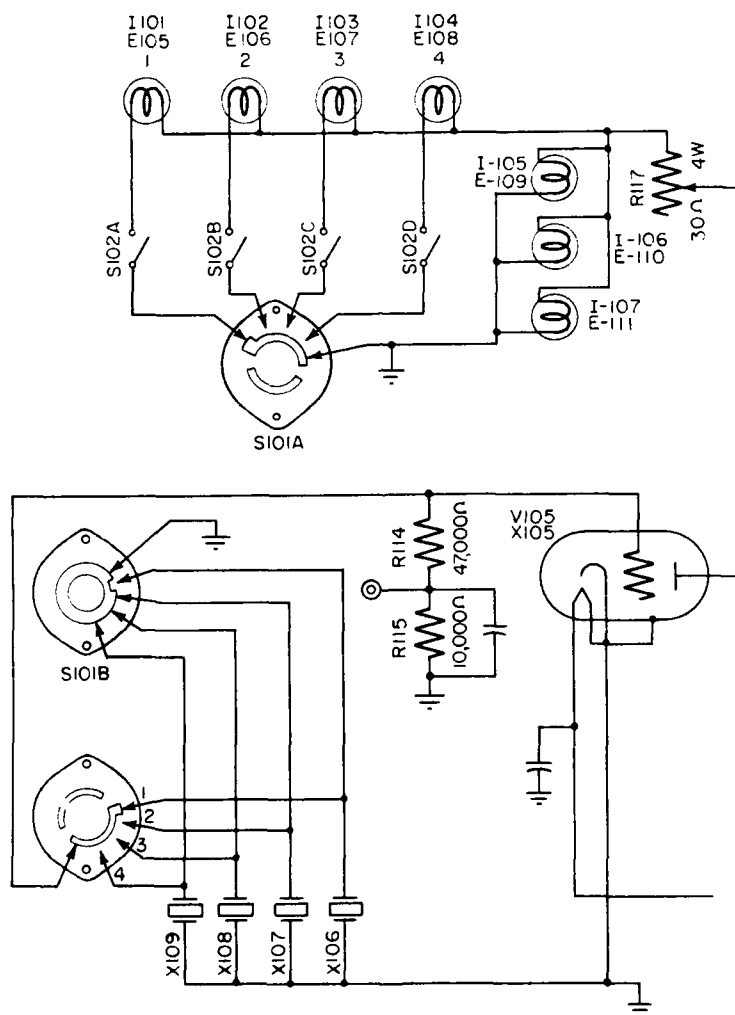 I101 I102 I103 I104
E105 E106 E107 E108
1 2 3 4
I-105
E-109
R117
30Ω 4W
I-106
E-110
I-107
E-111
S102A
S102B
S102C
S102D
S101A
V105
X105
R114
47,000Ω
R115
10,000Ω
S101B
1
2
3
4
X109
X108
X107
X106